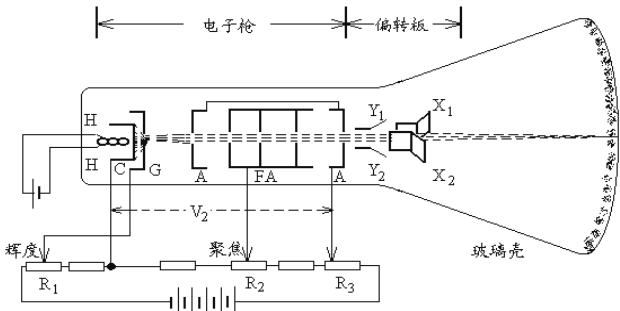 电子枪 偏转板
H Y₁ X₁
H C G A FA A Y₂ X₂
V₂
辉度 聚焦 玻璃壳
R₁ R₂ R₃